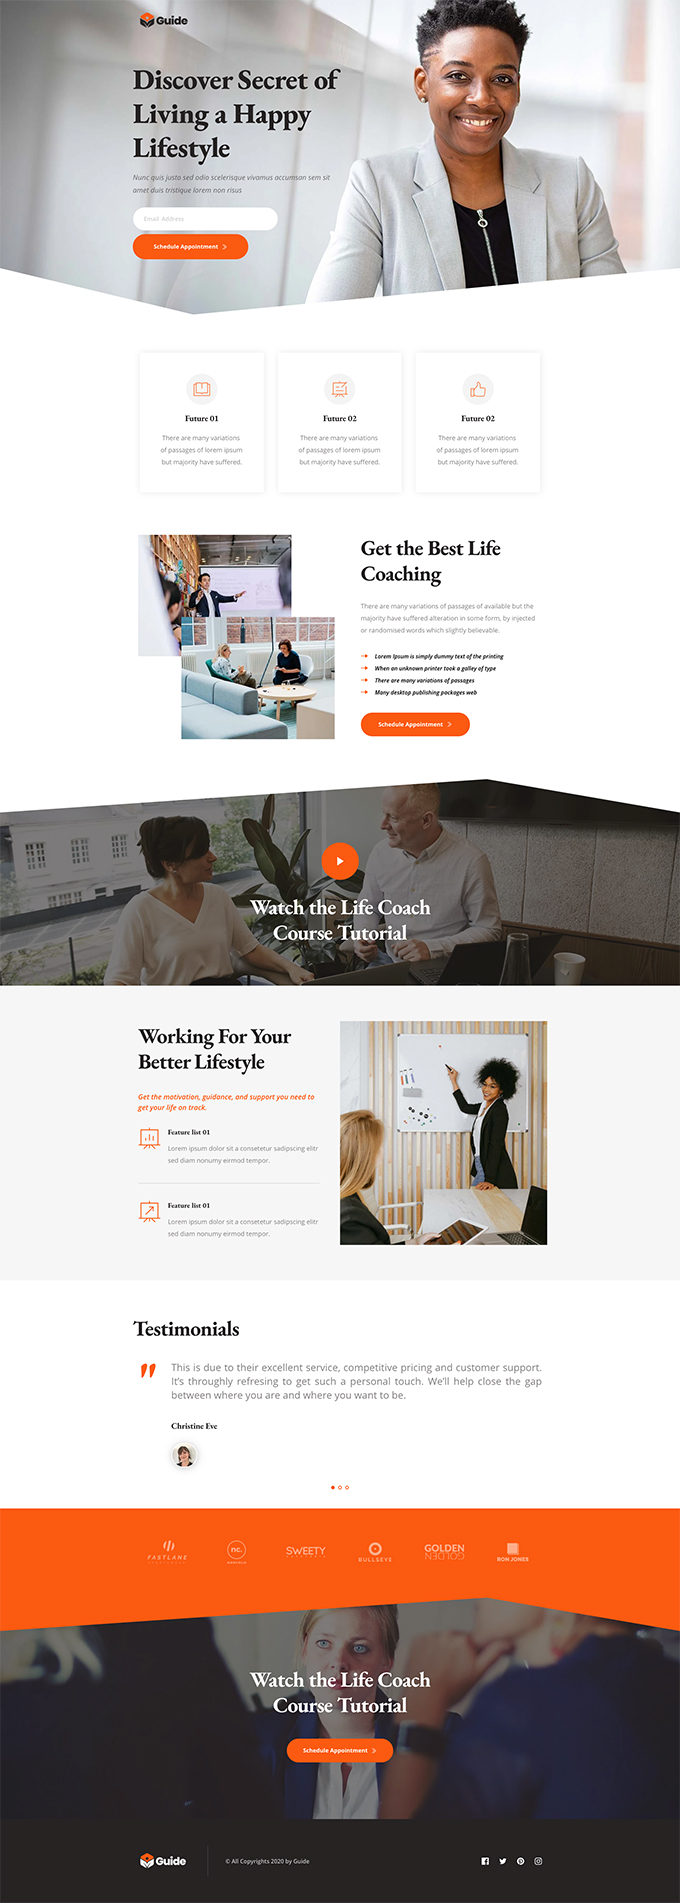 Guide
Discover Secret of
Living a Happy
Lifestyle
Nunc quis justo sed odio scelerisque vivamus accumsan sem sit
amet duis tristique lorem non risus
Email Address
Schedule Appointment
Future 01
There are many variations
of passages of lorem ipsum
but majority have suffered.
Future 02
There are many variations
of passages of lorem ipsum
but majority have suffered.
Future 02
There are many variations
of passages of lorem ipsum
but majority have suffered.
Get the Best Life
Coaching
There are many variations of passages of available but the
majority have suffered alteration in some form, by injected
or randomised words which slightly believable.
Lorem Ipsum is simply dummy text of the printing
When an unknown printer took a galley of type
There are many variations of passages
Many desktop publishing packages web
Schedule Appointment
Watch the Life Coach
Course Tutorial
Working For Your
Better Lifestyle
Get the motivation, guidance, and support you need to
get your life on track.
Feature list 01
Lorem ipsum dolor sit a consetetur sadipscing elitr
sed diam nonumy eirmod tempor.
Feature list 01
Lorem ipsum dolor sit a consetetur sadipscing elitr
sed diam nonumy eirmod tempor.
Testimonials
This is due to their excellent service, competitive pricing and customer support.
It's throughly refresing to get such a personal touch. We'll help close the gap
between where you are and where you want to be.
Christine Eve
FASTLANE
nc.
SWEETY
BULLSEYE
GOLDEN
GOLDEN
RON JONES
Watch the Life Coach
Course Tutorial
Schedule Appointment
Guide
© All Copyrights 2020 by Guide